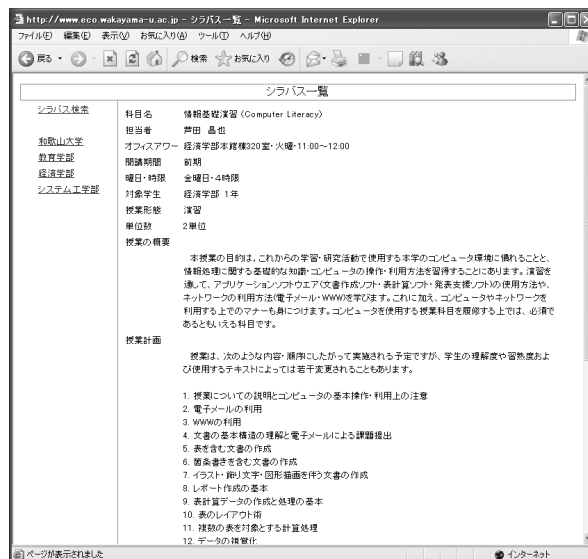 http://www.eco.wakayama-u.ac.jp - シラバス一覧 - Microsoft Internet Explorer
ファイル(F) 編集(E) 表示(V) お気に入り(A) ツール(T) ヘルプ(H)
戻る 検索 お気に入り
シラバス一覧
シラバス検索
和歌山大学
教育学部
経済学部
システム工学部
科目名 情報基礎演習 (Computer Literacy)
担当者 芦田 昌也
オフィスアワー 経済学部本館棟320室・火曜・11:00～12:00
開講期間 前期
曜日・時限 金曜日・4時限
対象学生 経済学部 1年
授業形態 演習
単位数 2単位
授業の概要
本授業の目的は、これからの学習・研究活動で使用する本学のコンピュータ環境に慣れることと、
情報処理に関する基礎的な知識・コンピュータの操作・利用方法を習得することにあります。演習を
通して、アプリケーションソフトウエア(文書作成ソフト・表計算ソフト・発表支援ソフト)の使用方法や、
ネットワークの利用方法(電子メール・WWW)を学びます。これに加え、コンピュータやネットワークを
利用する上でのマナーも身につけます。コンピュータを使用する授業科目を履修する上では、必須で
あるともいえる科目です。
授業計画
授業は、次のような内容・順序にしたがって実施される予定ですが、学生の理解度や習熟度およ
び使用するテキストによっては若干変更されることもあります。
1. 授業についての説明とコンピュータの基本操作・利用上の注意
2. 電子メールの利用
3. WWWの利用
4. 文書の基本構造の理解と電子メールによる課題提出
5. 表を含む文書の作成
6. 箇条書きを含む文書の作成
7. イラスト・飾り文字・図形描画を伴う文書の作成
8. レポート作成の基本
9. 表計算データの作成と処理の基本
10. 表のレイアウト術
11. 複数の表を対象とする計算処理
12. データの視覚化
ページが表示されました インターネット